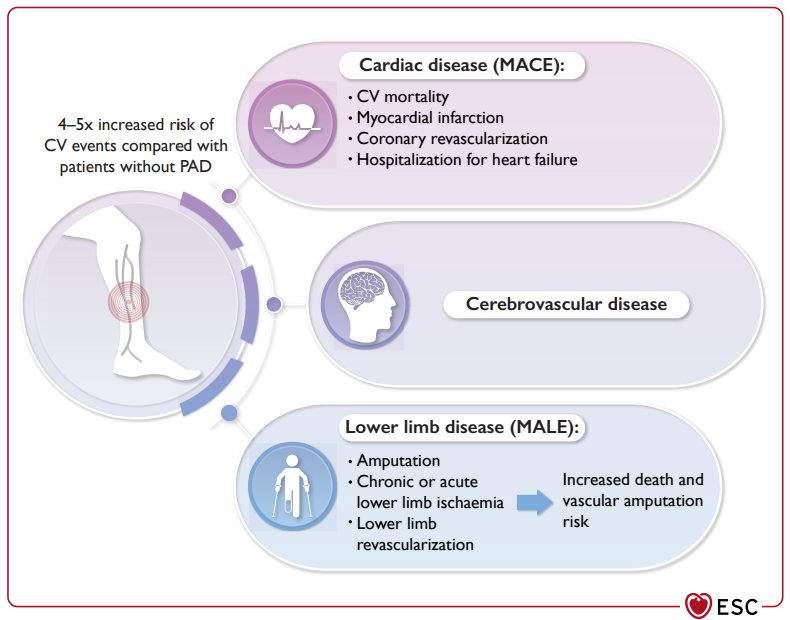 4–5x increased risk of
CV events compared with
patients without PAD
Cardiac disease (MACE):
• CV mortality
• Myocardial infarction
• Coronary revascularization
• Hospitalization for heart failure
Cerebrovascular disease
Lower limb disease (MALE):
• Amputation
• Chronic or acute
lower limb ischaemia
• Lower limb
revascularization
Increased death and
vascular amputation
risk
ESC